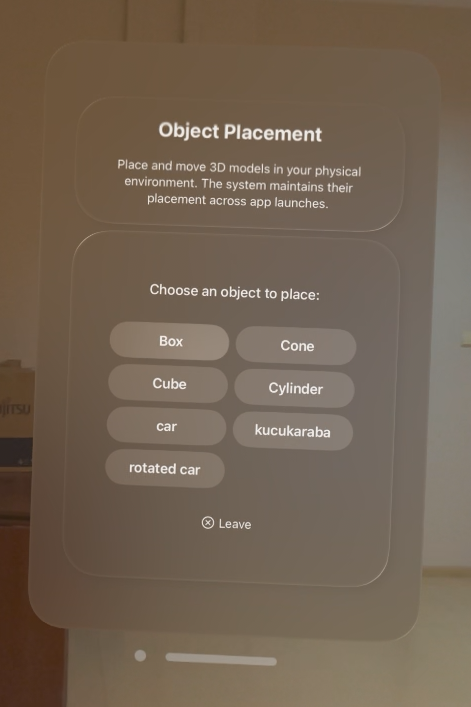 Object Placement
Place and move 3D models in your physical
environment. The system maintains their
placement across app launches.
Choose an object to place:
Box
Cone
Cube
Cylinder
car
kucukaraba
rotated car
Leave
FUJITSU